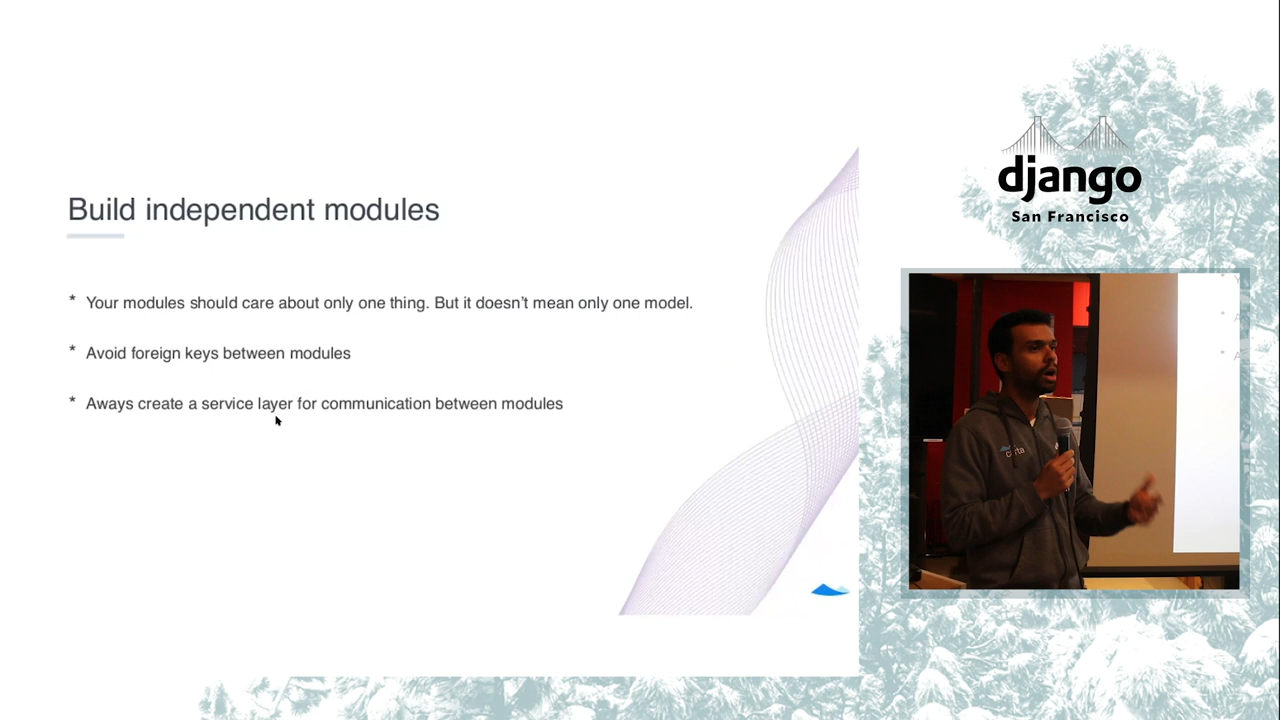 Build independent modules
* Your modules should care about only one thing. But it doesn’t mean only one model.
* Avoid foreign keys between modules
* Aways create a service layer for communication between modules
django
San Francisco
carta